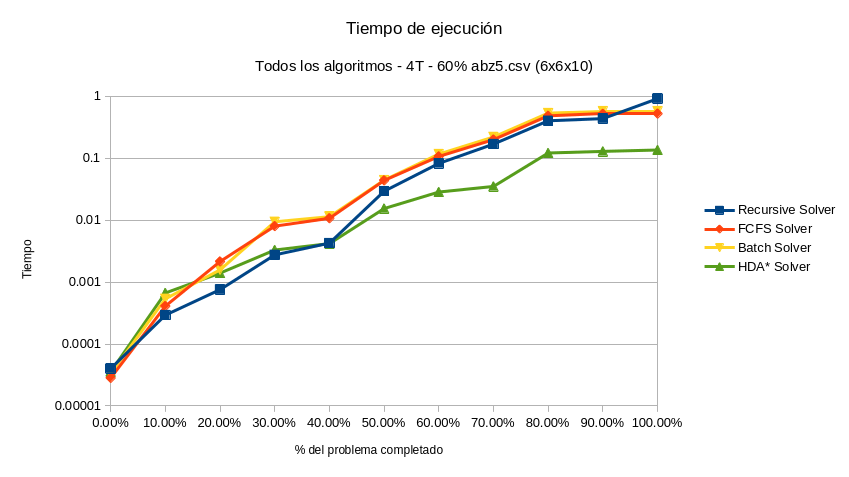 Tiempo de ejecución
Todos los algoritmos - 4T - 60% abz5.csv (6x6x10)
1
0.1
0.01
0.001
0.0001
0.00001
Tiempo
0.00% 10.00% 20.00% 30.00% 40.00% 50.00% 60.00% 70.00% 80.00% 90.00% 100.00%
% del problema completado
Recursive Solver
FCFS Solver
Batch Solver
HDA* Solver